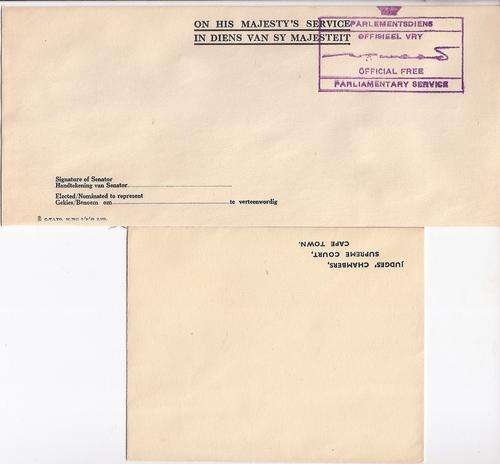 ON HIS MAJESTY'S SERVICE
IN DIENS VAN SY MAJESTEIT
PARLEMENTSDIENS
OFFISIEEL VRY
OFFICIAL FREE
PARLIAMENTARY SERVICE
Signature of Senator
Handtekening van Senator
Elected/Nominated to represent
Gekies/Benoem om te verteenwoordig
JUDGES' CHAMBERS,
SUPREME COURT,
CAPE TOWN.